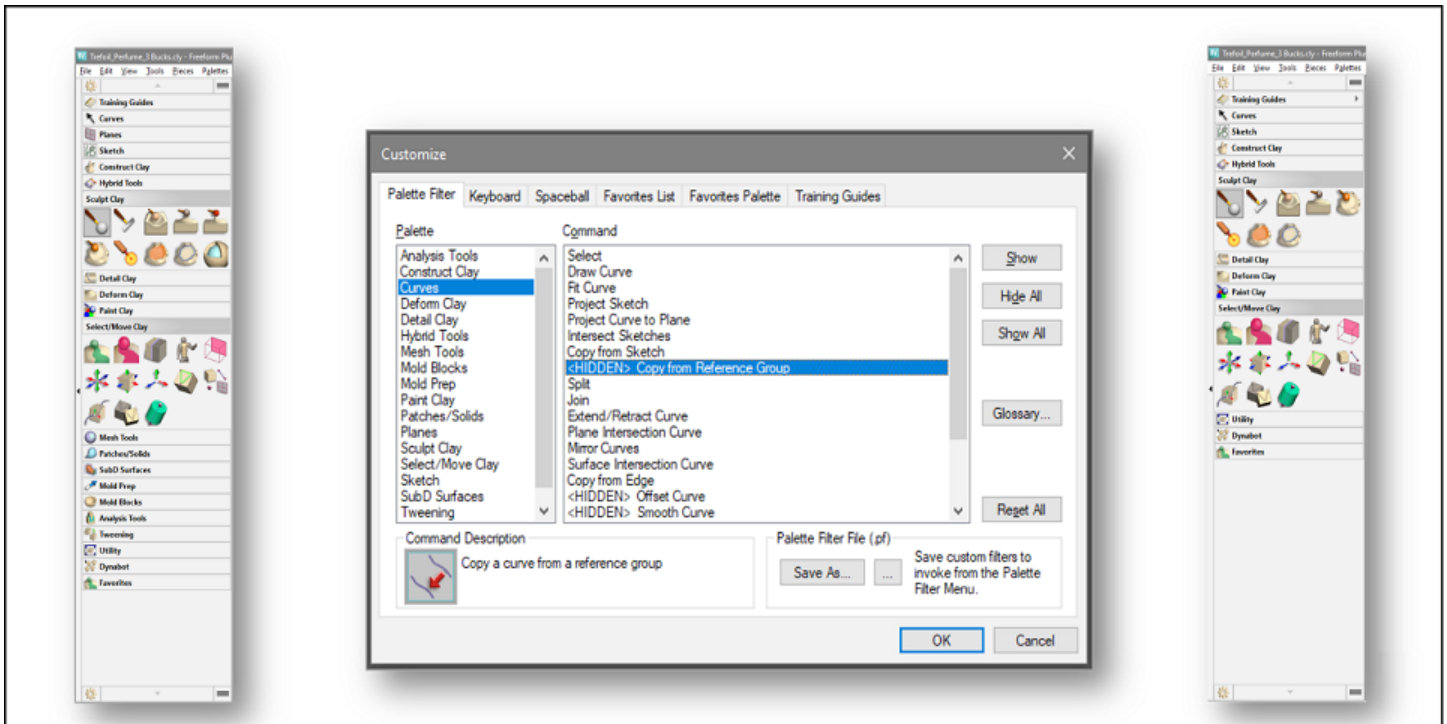 Trefoil_Perfume_3 Bucks.cly - Freeform Plu
File Edit View Tools Pieces Palettes
Training Guides
Curves
Planes
Sketch
Construct Clay
Hybrid Tools
Sculpt Clay
Detail Clay
Deform Clay
Paint Clay
Select/Move Clay
Mesh Tools
Patches/Solids
SubD Surfaces
Mold Prep
Mold Blocks
Analysis Tools
Tweening
Utility
Dynabot
Favorites
Customize
Palette Filter Keyboard Spaceball Favorites List Favorites Palette Training Guides
Palette
Analysis Tools
Construct Clay
Curves
Deform Clay
Detail Clay
Hybrid Tools
Mesh Tools
Mold Blocks
Mold Prep
Paint Clay
Patches/Solids
Planes
Sculpt Clay
Select/Move Clay
Sketch
SubD Surfaces
Tweening
Command
Select
Draw Curve
Fit Curve
Project Sketch
Project Curve to Plane
Intersect Sketches
Copy from Sketch
<HIDDEN> Copy from Reference Group
Split
Join
Extend/Retract Curve
Plane Intersection Curve
Mirror Curves
Surface Intersection Curve
Copy from Edge
<HIDDEN> Offset Curve
<HIDDEN> Smooth Curve
Show
Hide All
Show All
Glossary...
Reset All
Command Description
Copy a curve from a reference group
Palette Filter File (.pf)
Save As...
...
Save custom filters to
invoke from the Palette
Filter Menu.
OK
Cancel
Trefoil_Perfume_3 Bucks.cly - Freeform Plu
File Edit View Tools Pieces Palettes
Training Guides
Curves
Sketch
Construct Clay
Hybrid Tools
Sculpt Clay
Detail Clay
Deform Clay
Paint Clay
Select/Move Clay
Utility
Dynabot
Favorites